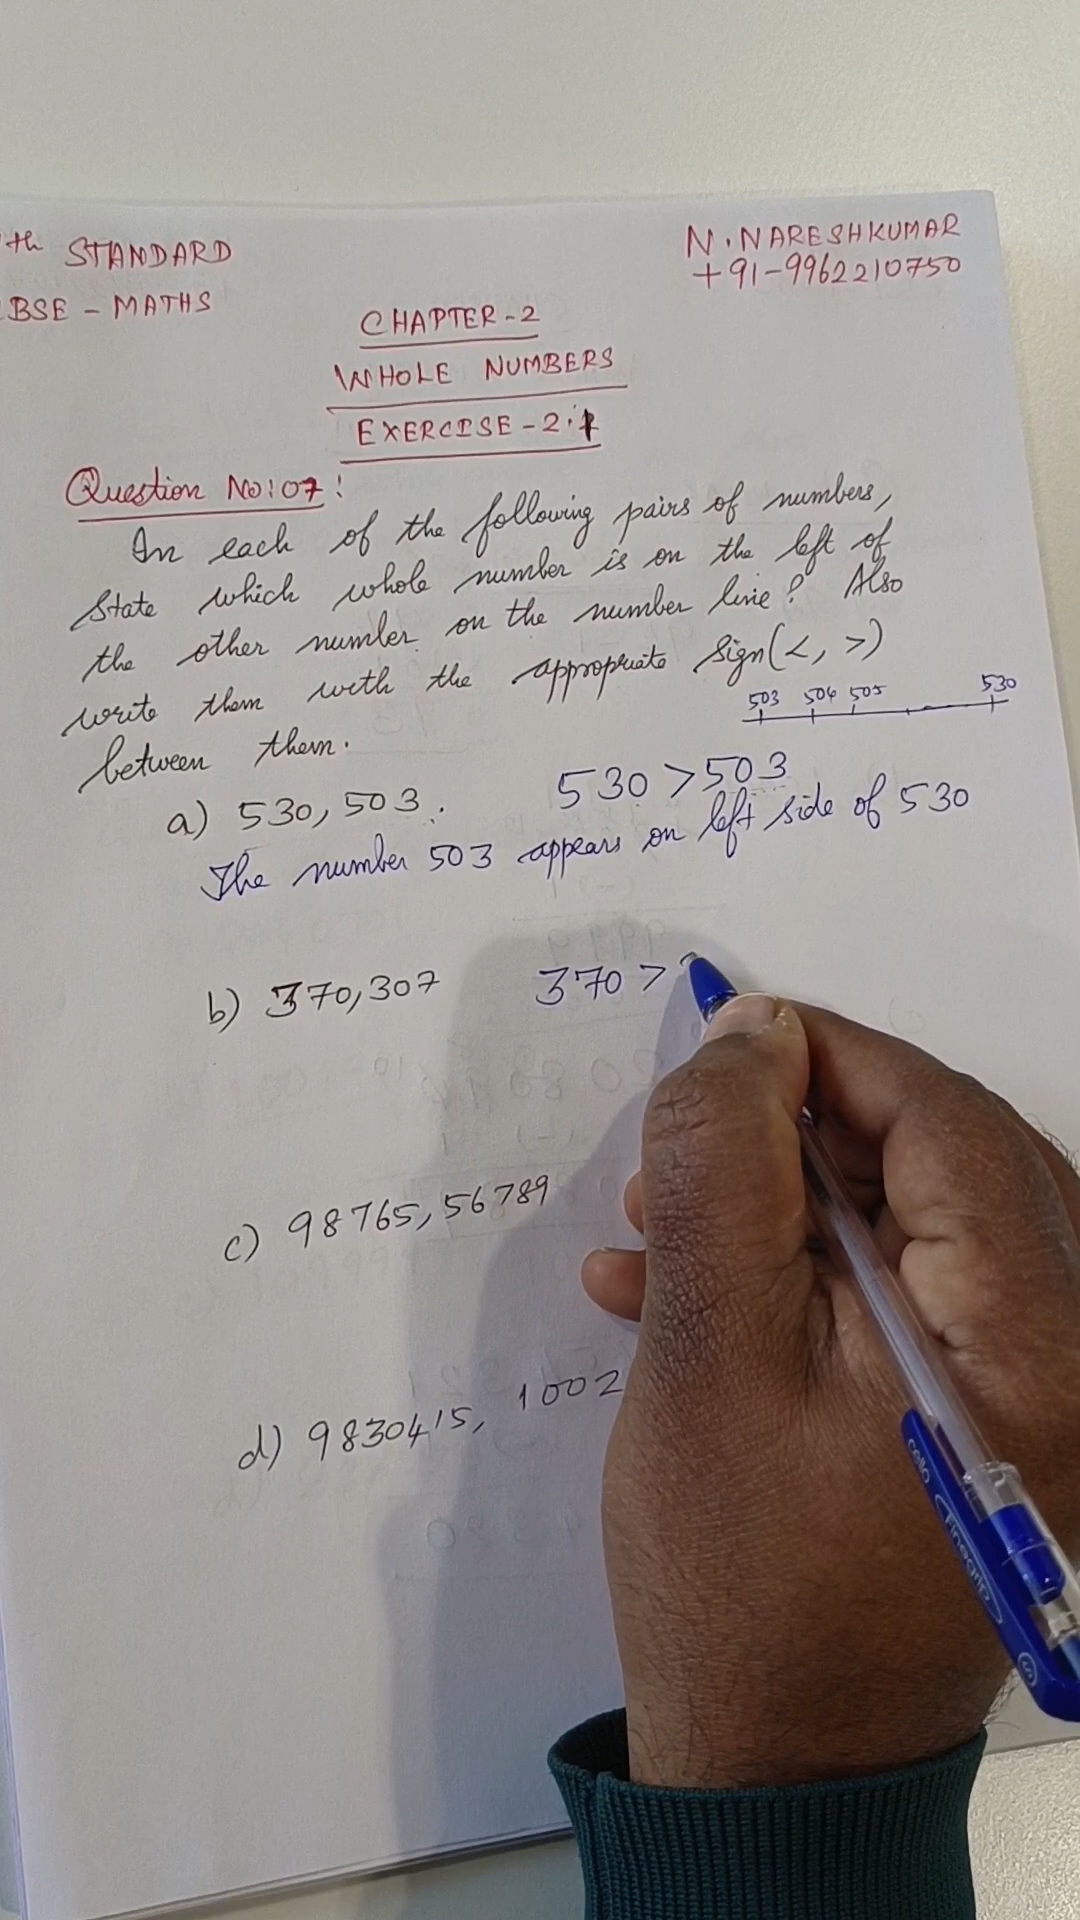 th STANDARD
BSE - MATHS
N. NARESHKUMAR
+91-9962210750
CHAPTER-2
WHOLE NUMBERS
EXERCISE-2.1
Question No:07:
In each of the following pairs of numbers,
state which whole number is on the left of
the other number on the number line? Also
write them with the appropriate sign(<, >)
between them.
503 504 505 530
a) 530, 503. 530 > 503
The number 503 appears on left side of 530
b) 370, 307 370 >
c) 98765, 56789
d) 9830415, 1002
cello
Finegrip